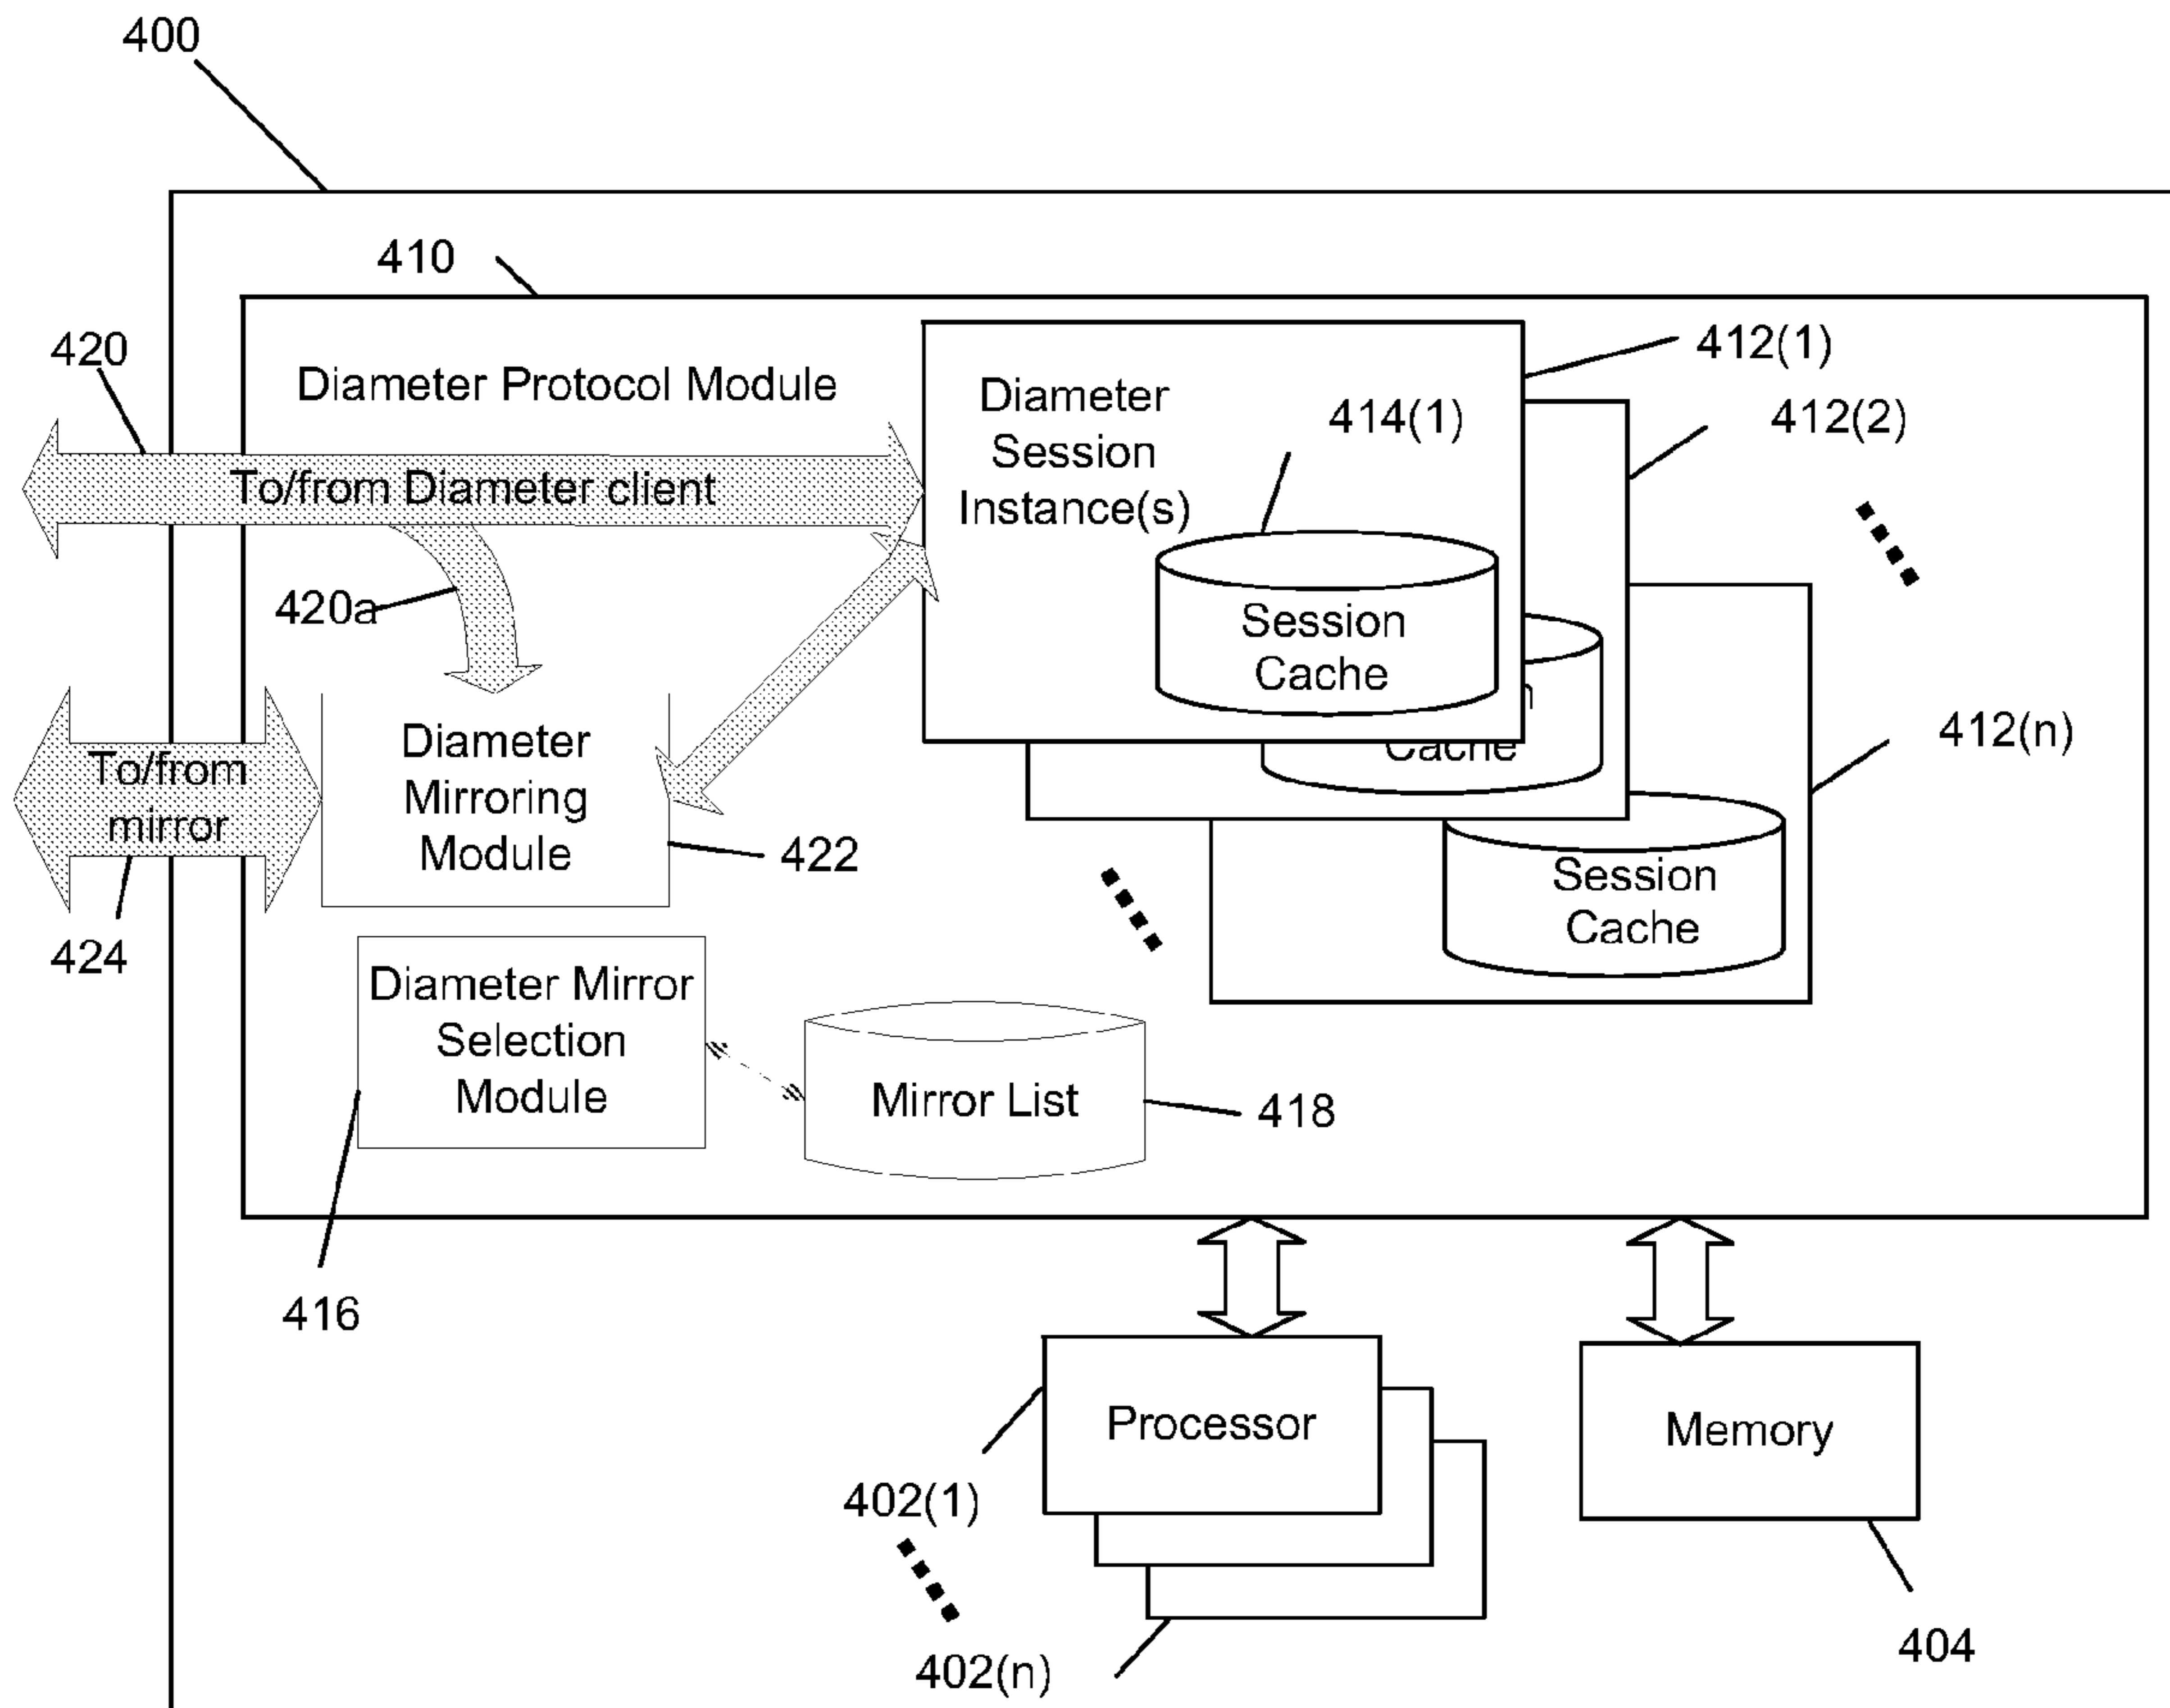 400
410
420
Diameter Protocol Module
Diameter
Session
Instance(s)
414(1)
412(1)
412(2)
To/from Diameter client
420a
Session
Cache
Diameter
Mirroring
Module
422
To/from
mirror
424
Cache
412(n)
Session
Cache
Diameter Mirror
Selection
Module
Mirror List
418
416
Processor
Memory
402(1)
402(n)
404